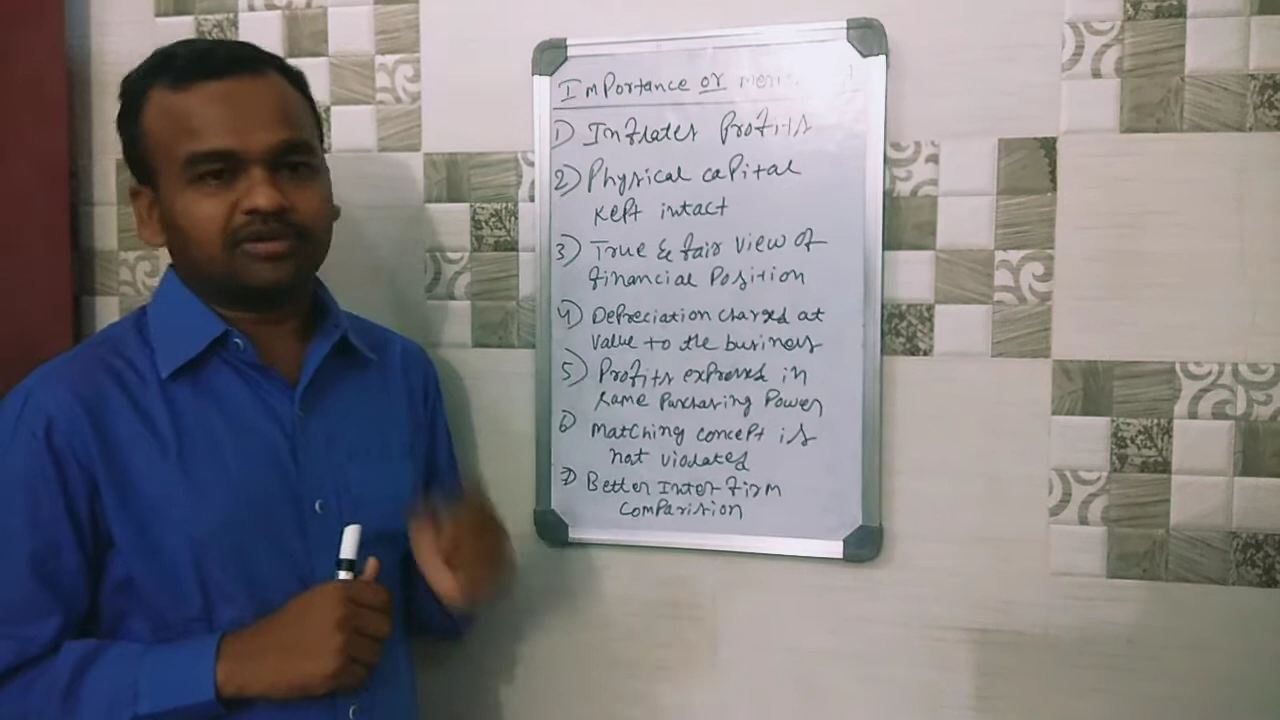 Importance or meri
1) Inflates Profits
2) Physical capital
kept intact
3) True & fair view of
financial Position
4) Depreciation charged at
value to the business
5) Profits expressed in
same Purchasing Power
6) matching concept is
not violated
7) Better Inter firm
comparision